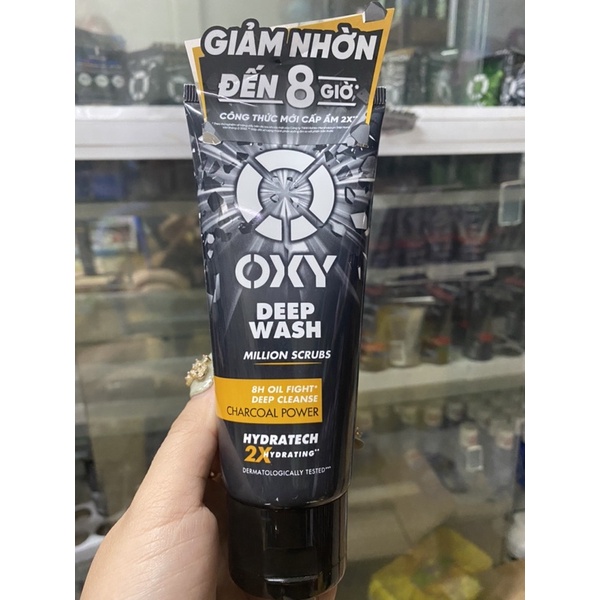 GIẢM NHỜN
ĐẾN 8 GIỜ*
CÔNG THỨC MỚI CẤP ẨM 2X**
OXY
DEEP
WASH
MILLION SCRUBS
8H OIL FIGHT*
DEEP CLEANSE
CHARCOAL POWER
HYDRATECH
2X HYDRATING**
DERMATOLOGICALLY TESTED***